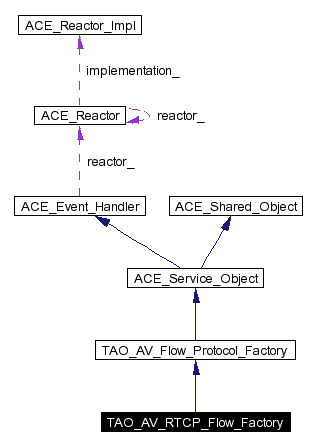 ACE_Reactor_Impl
implementation_
ACE_Reactor
reactor_
reactor_
ACE_Event_Handler
ACE_Shared_Object
ACE_Service_Object
TAO_AV_Flow_Protocol_Factory
TAO_AV_RTCP_Flow_Factory